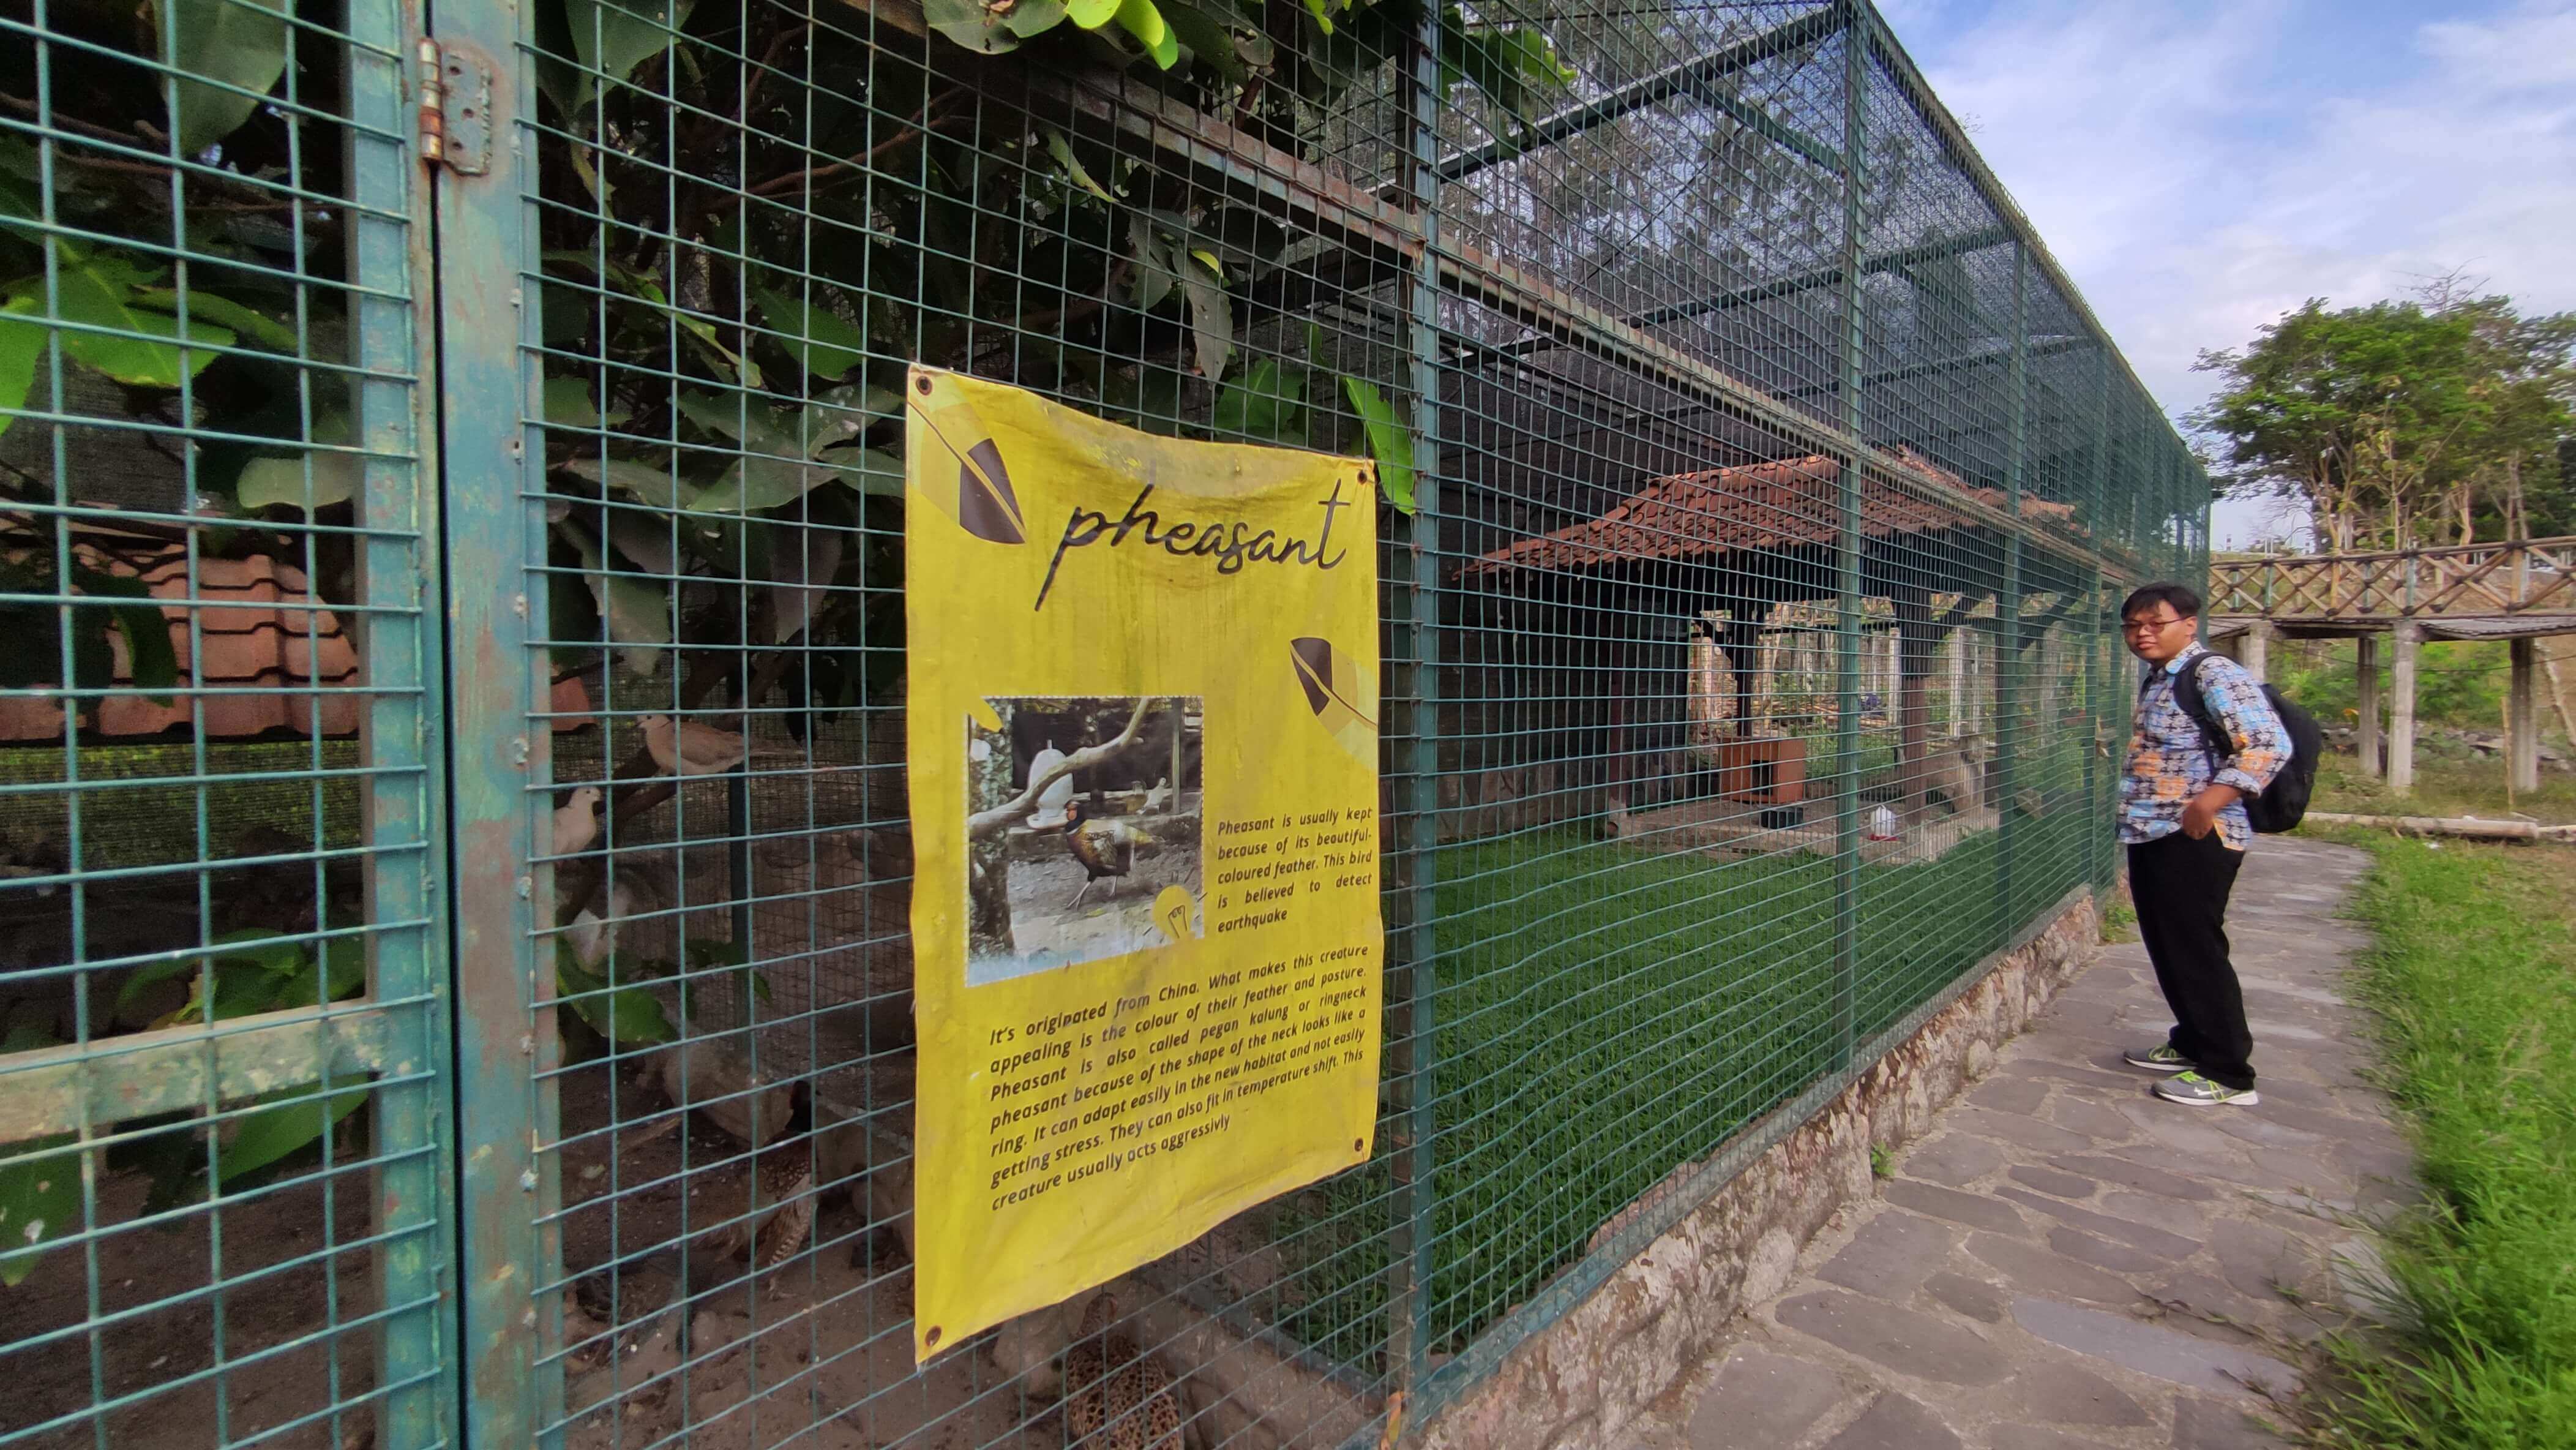 pheasant
Pheasant is usually kept
because of its beautiful-
coloured feather. This bird
is believed to detect
earthquake
It's originated from China. What makes this creature
appealing is the colour of their feather and posture.
Pheasant is also called pegan kalung or ringneck
pheasant because of the shape of the neck looks like a
ring. It can adapt easily in the new habitat and not easily
getting stress. They can also fit in temperature shift. This
creature usually acts aggressivly